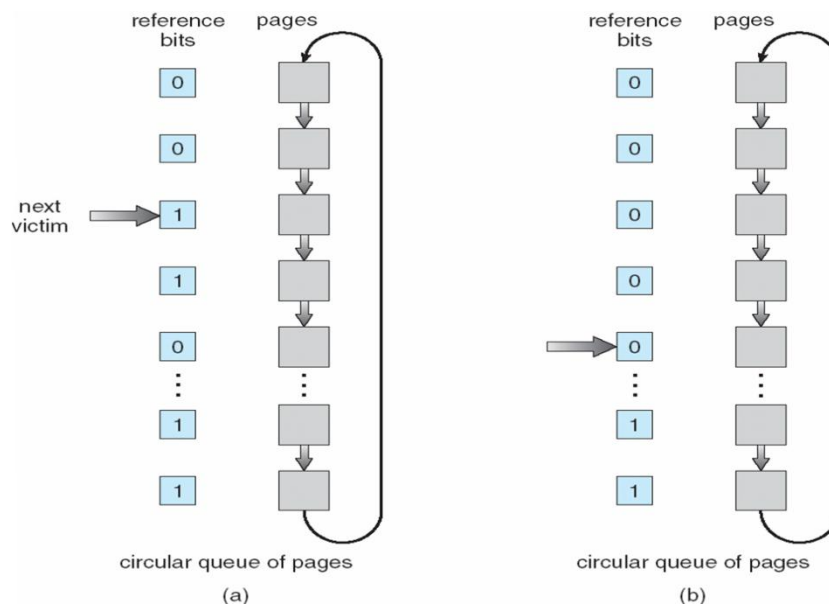 reference bits pages
0
0
next victim 1
1
0
1
1
circular queue of pages
(a)
reference bits pages
0
0
0
0
0
1
1
circular queue of pages
(b)